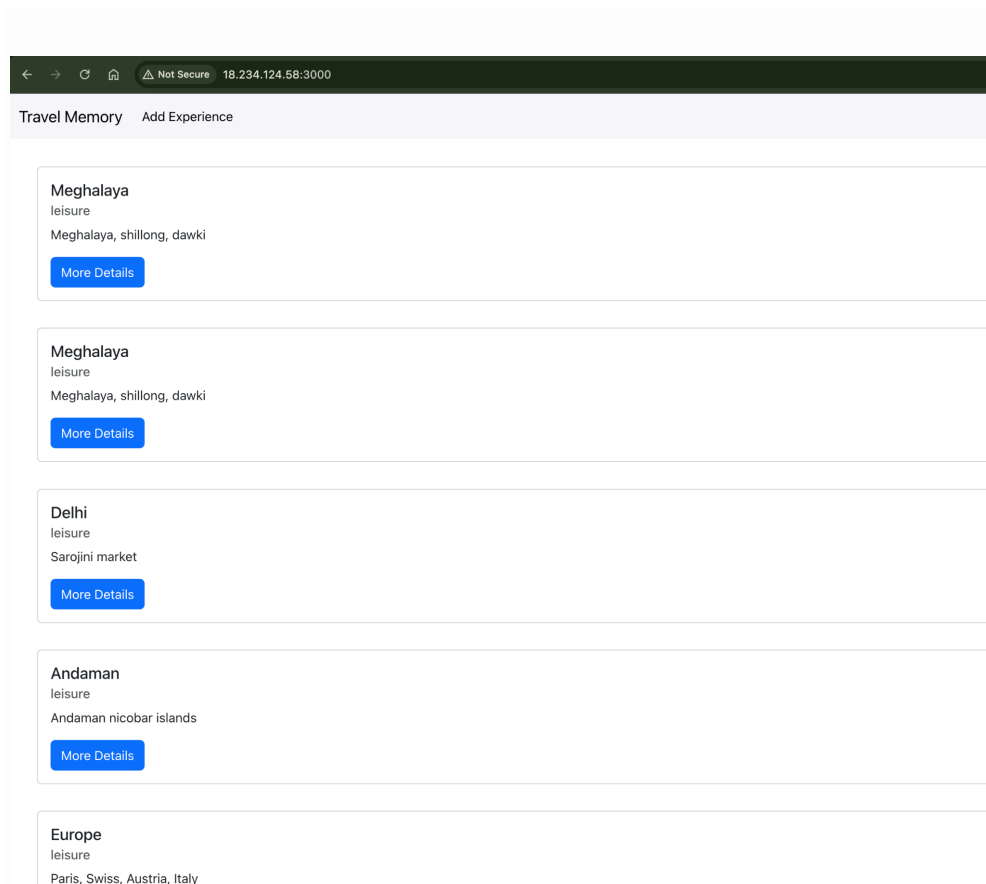 Not Secure 18.234.124.58:3000
Travel Memory Add Experience
Meghalaya
leisure
Meghalaya, shillong, dawki
More Details
Meghalaya
leisure
Meghalaya, shillong, dawki
More Details
Delhi
leisure
Sarojini market
More Details
Andaman
leisure
Andaman nicobar islands
More Details
Europe
leisure
Paris, Swiss, Austria, Italy